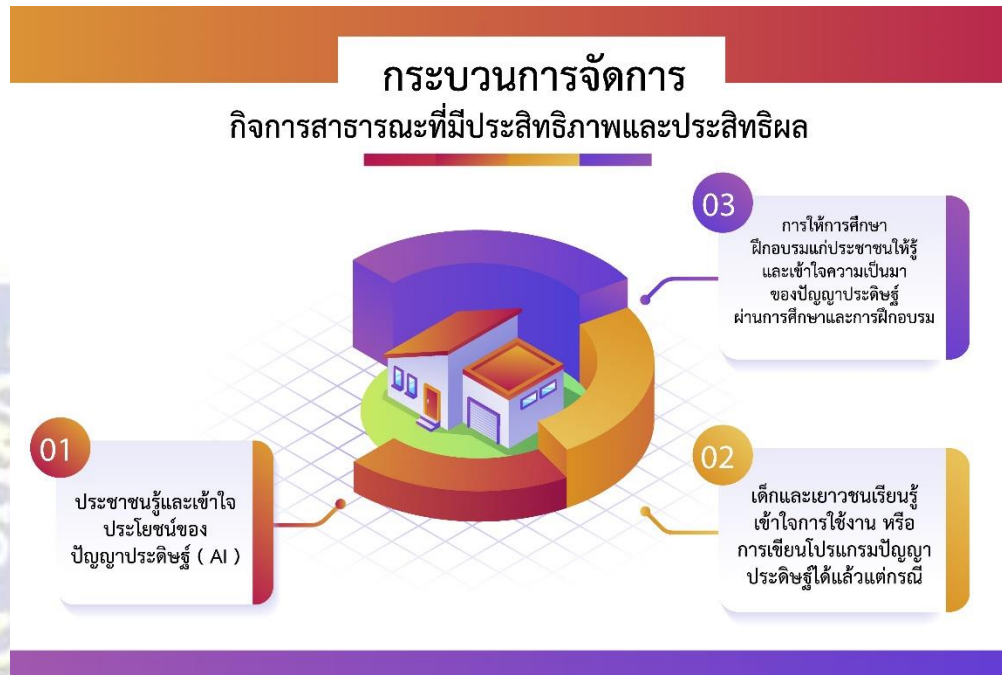 กระบวนการจัดการ
กิจการสาธารณะที่มีประสิทธิภาพและประสิทธิผล
01
ประชาชนรู้และเข้าใจ
ประโยชน์ของ
ปัญญาประดิษฐ์ ( AI )
02
เด็กและเยาวชนเรียนรู้
เข้าใจการใช้งาน หรือ
การเขียนโปรแกรมปัญญา
ประดิษฐ์ได้แล้วแต่กรณี
03
การให้การศึกษา
ฝึกอบรมแก่ประชาชนให้รู้
และเข้าใจความเป็นมา
ของปัญญาประดิษฐ์
ผ่านการศึกษาและการฝึกอบรม